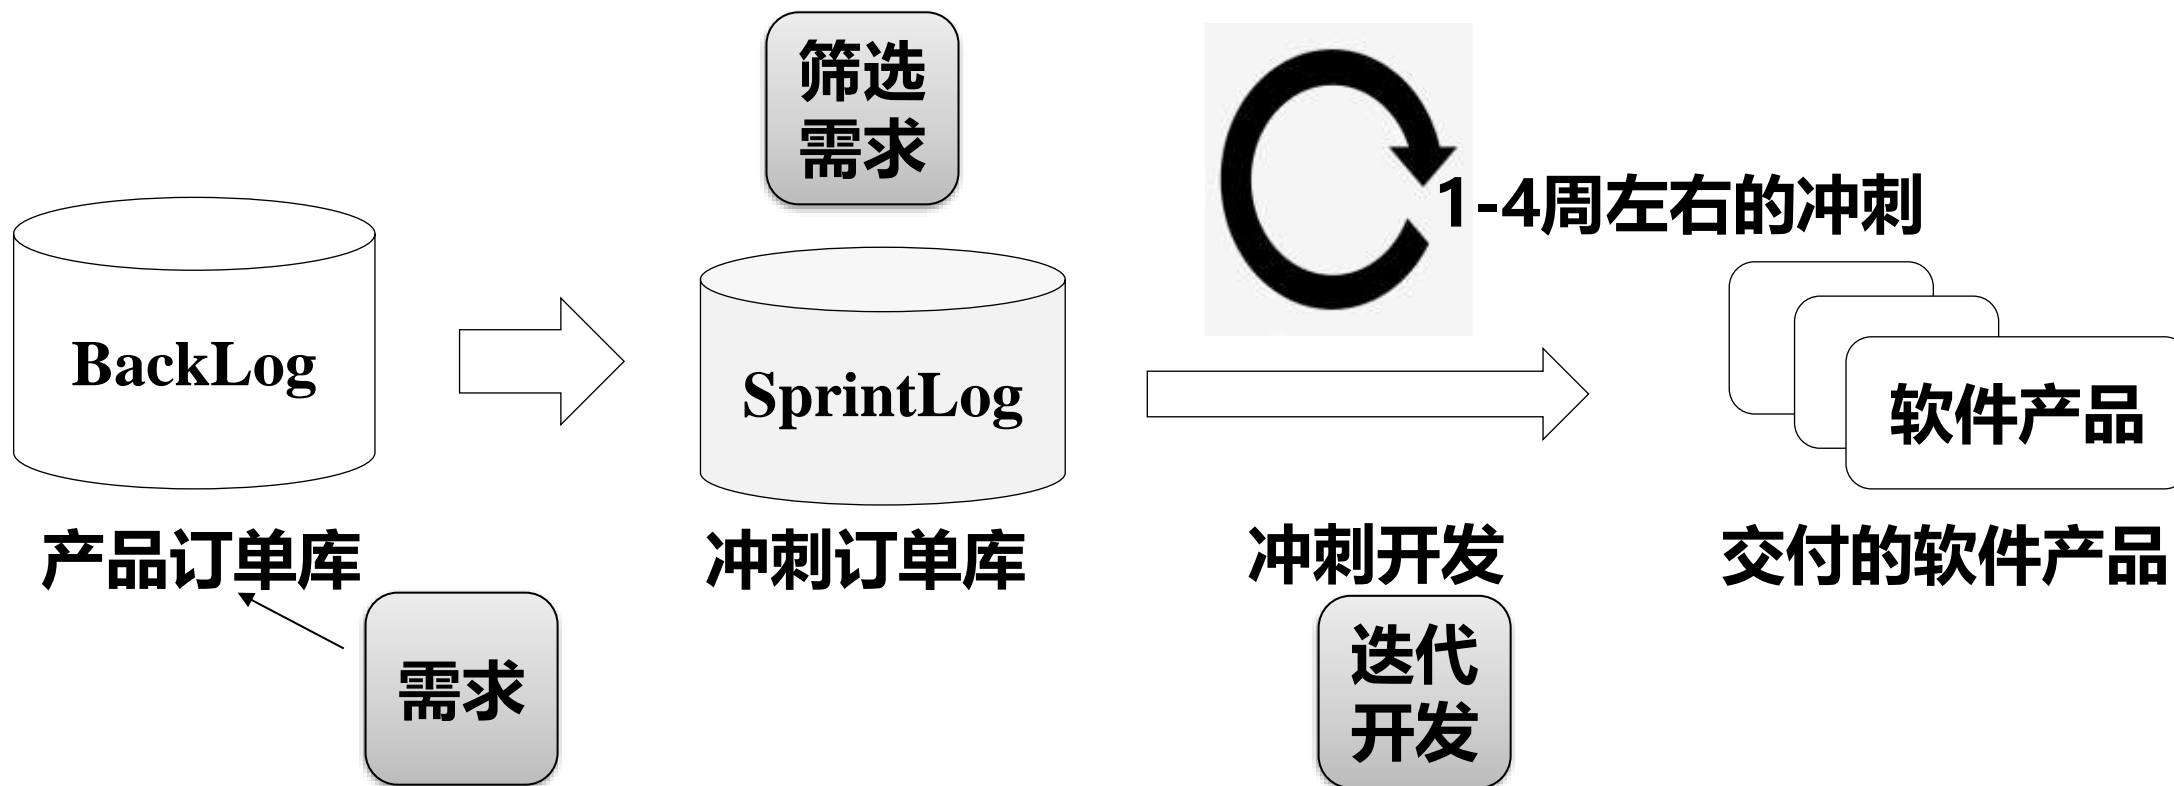 筛选
需求
1-4周左右的冲刺
BackLog
SprintLog
软件产品
产品订单库
冲刺订单库
冲刺开发
交付的软件产品
需求
迭代
开发